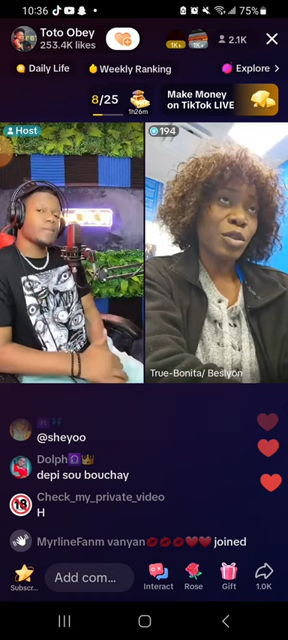 10:36
75%
Toto Obey
253.4K likes
1K+
1K+
2.1K
Daily Life
Weekly Ranking
Explore >
8/25
1h26m
Make Money
on TikTok LIVE
Host
194
True-Bonita/ Beslyon
@sheyoo
Dolph
depi sou bouchay
Check_my_private_video
H
MyrlineFanm vanyan💋💋💋❤️❤️ joined
Subscr...
Add com...
Interact
Rose
Gift
1.0K